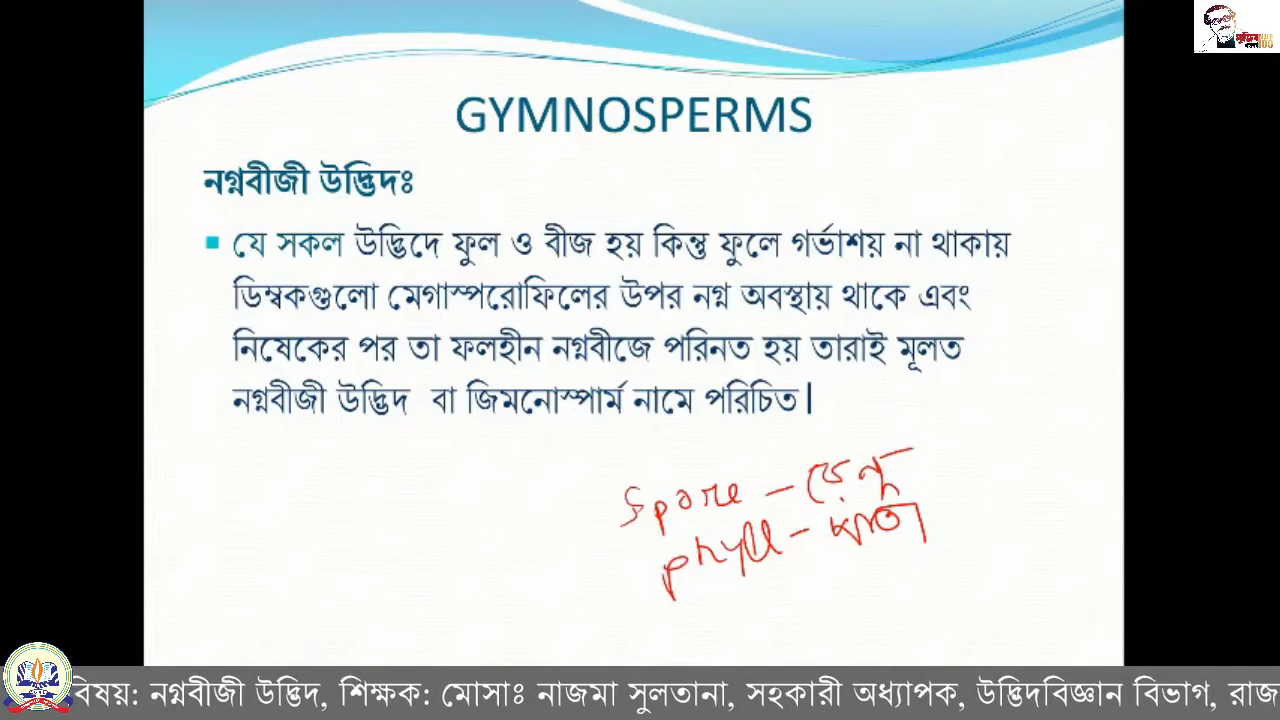 GYMNOSPERMS
নগ্নবীজী উদ্ভিদঃ
যে সকল উদ্ভিদে ফুল ও বীজ হয় কিন্তু ফুলে গর্ভাশয় না থাকায়
ডিম্বকগুলো মেগাস্পরোফিলের উপর নগ্ন অবস্থায় থাকে এবং
নিষেকের পর তা ফলহীন নগ্নবীজে পরিনত হয় তারাই মূলত
নগ্নবীজী উদ্ভিদ বা জিমনোস্পার্ম নামে পরিচিত।
Spore - রেনু
phyll - পাতা
বিষয়: নগ্নবীজী উদ্ভিদ, শিক্ষক: মোসাঃ নাজমা সুলতানা, সহকারী অধ্যাপক, উদ্ভিদবিজ্ঞান বিভাগ, রাজ